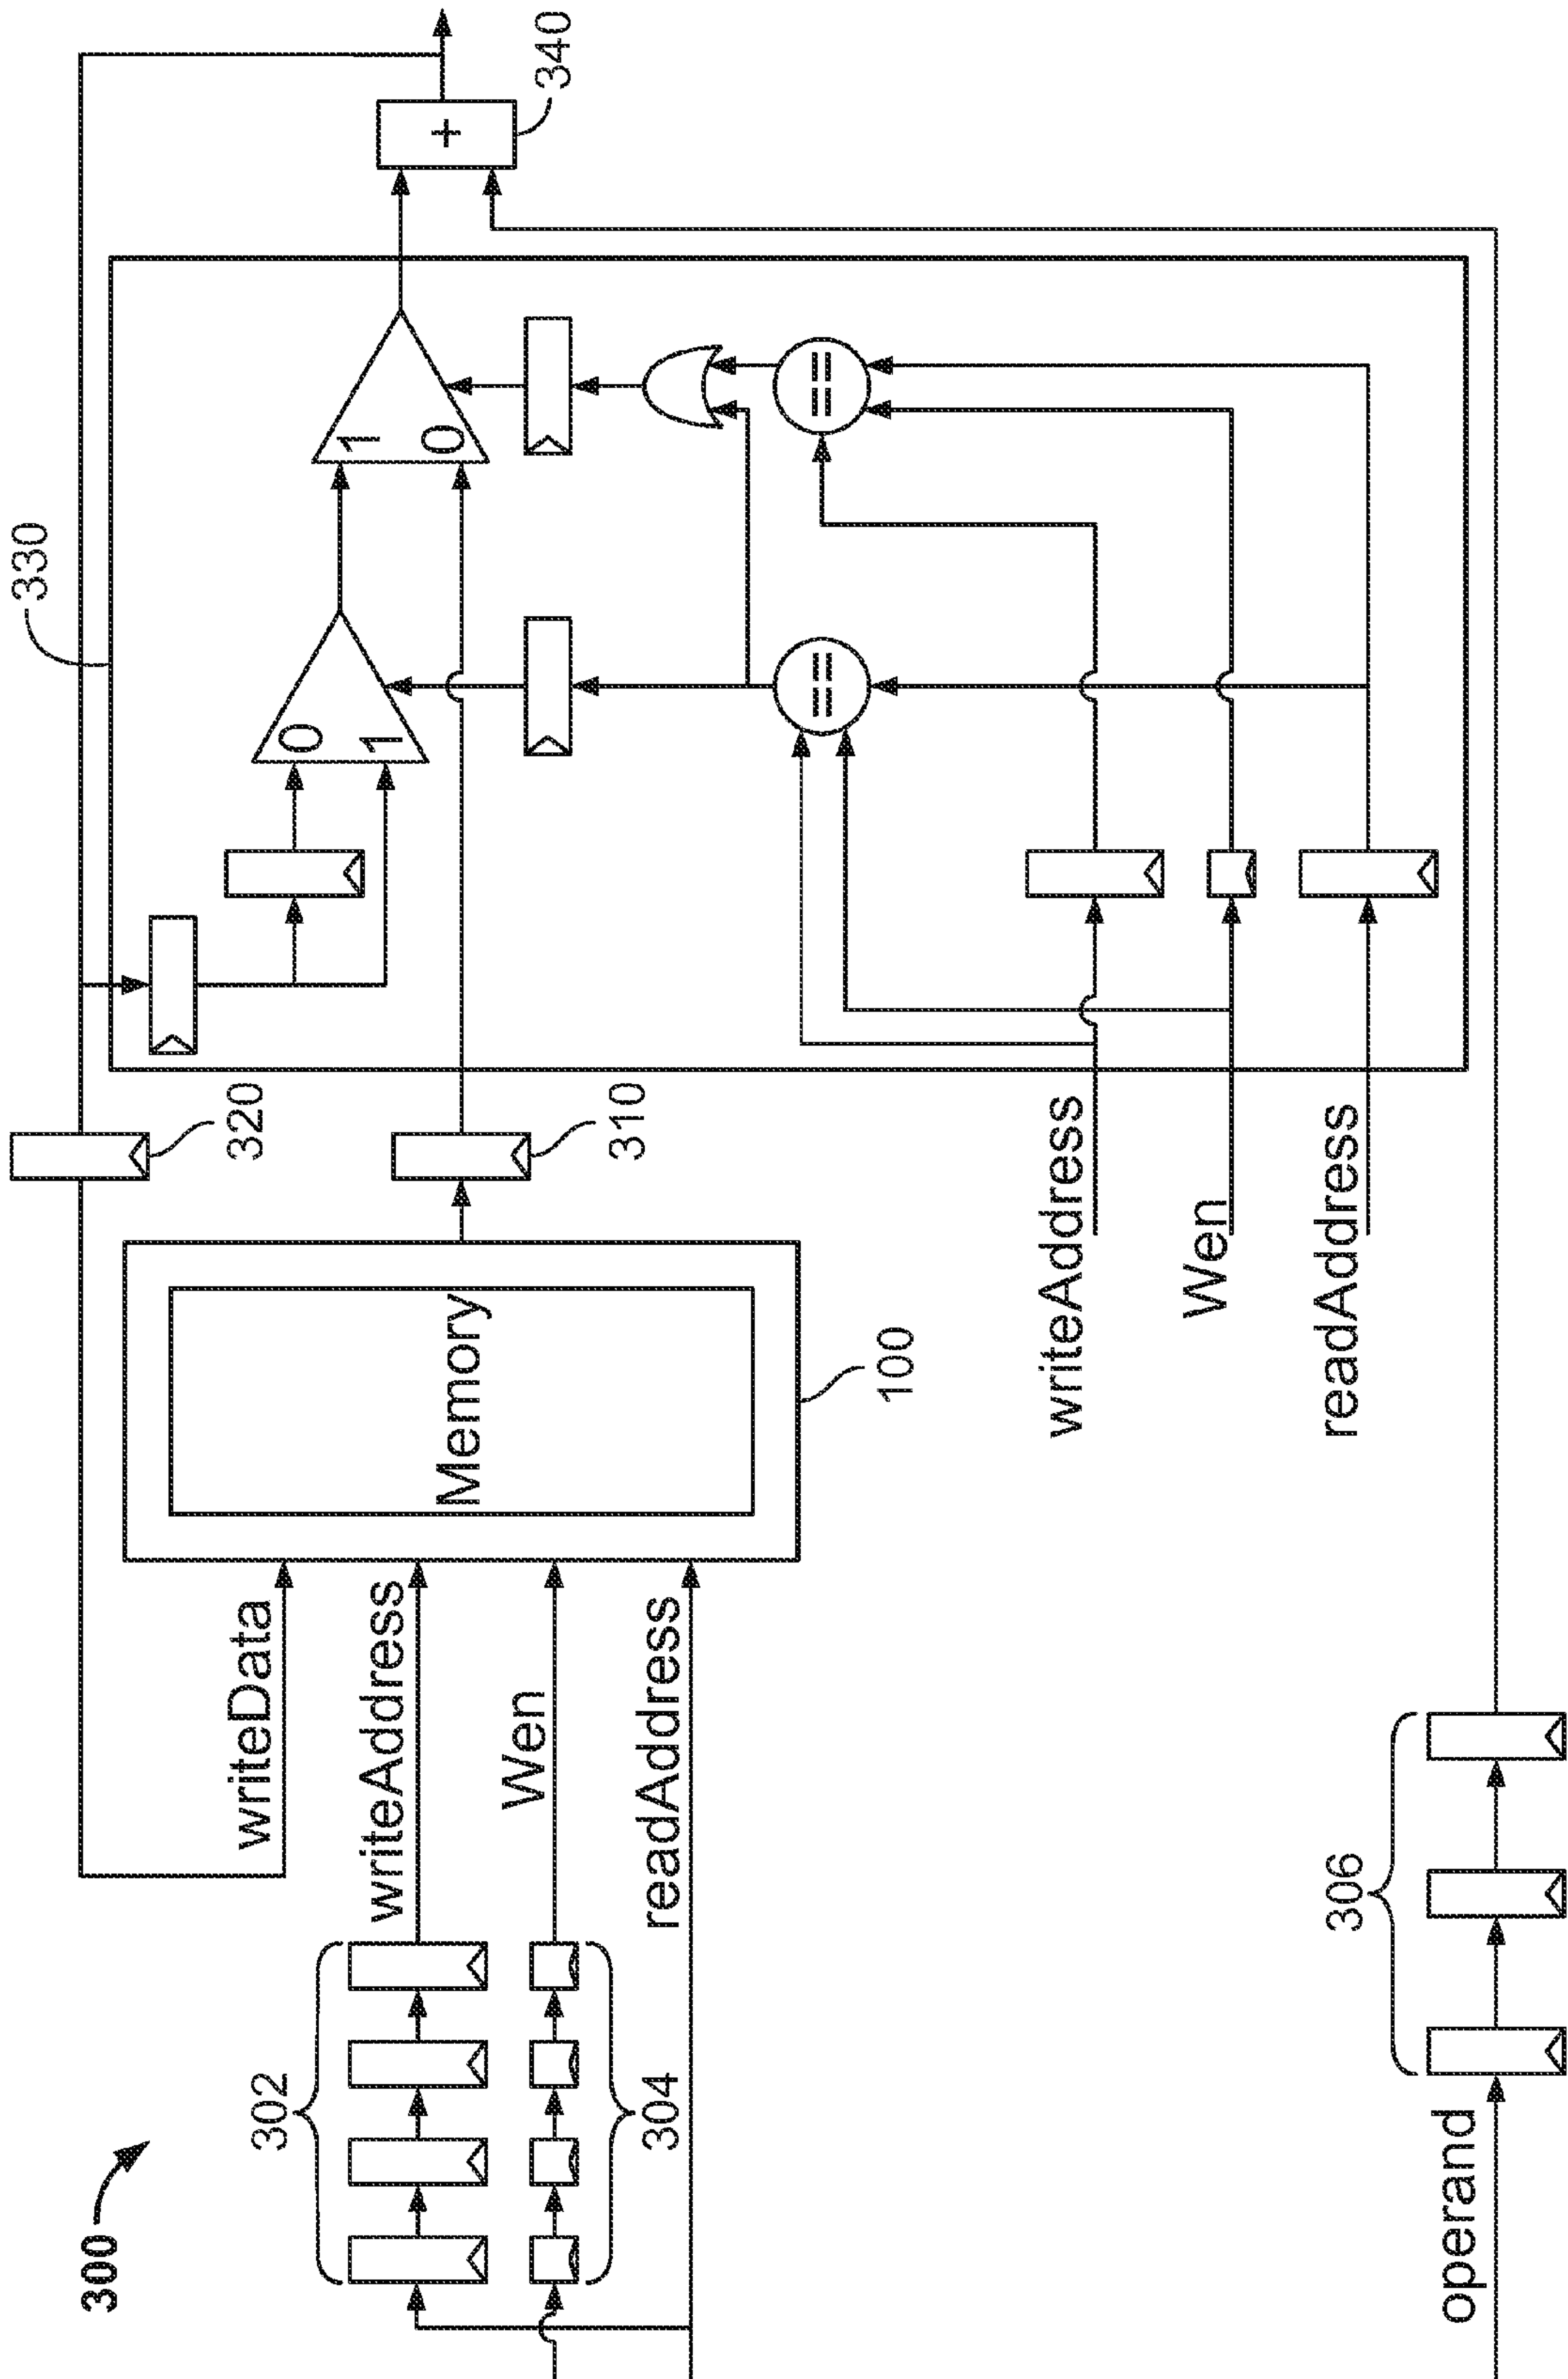 300
302
304
writeData
writeAddress
Wen
readAddress
Memory
100
320
310
330
0
1
1
0
==
==
+
340
writeAddress
Wen
readAddress
operand
306